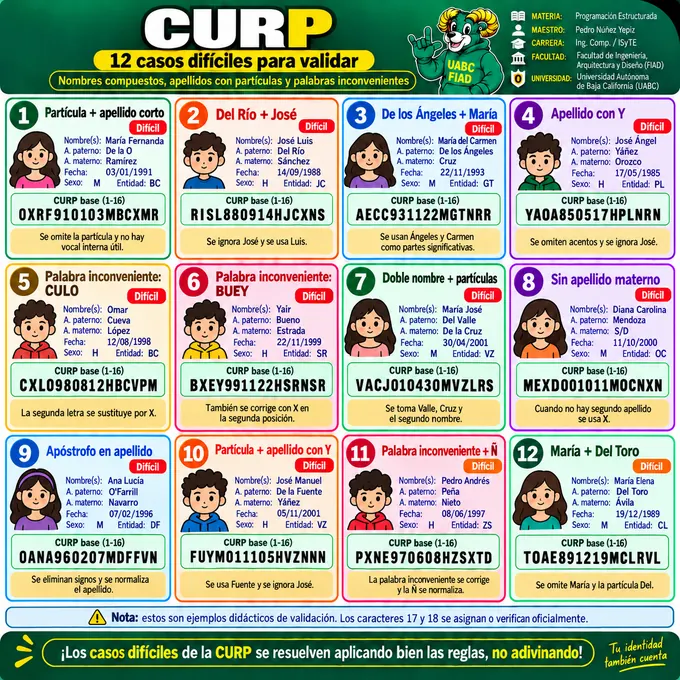 CURP
12 casos difíciles para validar
Nombres compuestos, apellidos con partículas y palabras inconvenientes
UABC
FIAD
MATERIA: Programación Estructurada
MAESTRO: Pedro Núñez Yepiz
CARRERA: Ing. Comp. / ISyTE
FACULTAD: Facultad de Ingeniería, Arquitectura y Diseño (FIAD)
UNIVERSIDAD: Universidad Autónoma de Baja California (UABC)
1 Partícula + apellido corto
Difícil
Nombre(s): María Fernanda
A. paterno: De la O
A. materno: Ramírez
Fecha: 03/01/1991
Sexo: M Entidad: BC
CURP base (1-16)
OXRF910103MBCXMR
Se omite la partícula y no hay vocal interna útil.
2 Del Río + José
Difícil
Nombre(s): José Luis
A. paterno: Del Río
A. materno: Sánchez
Fecha: 14/09/1988
Sexo: H Entidad: JC
CURP base (1-16)
RISL880914HJCXNS
Se ignora José y se usa Luis.
3 De los Ángeles + María
Difícil
Nombre(s): María del Carmen
A. paterno: De los Ángeles
A. materno: Cruz
Fecha: 22/11/1993
Sexo: M Entidad: GT
CURP base (1-16)
AECC931122MGTNRR
Se usan Ángeles y Carmen como partes significativas.
4 Apellido con Y
Difícil
Nombre(s): José Ángel
A. paterno: Yáñez
A. materno: Orozco
Fecha: 17/05/1985
Sexo: H Entidad: PL
CURP base (1-16)
YAOA850517HPLNRN
Se omiten acentos y se ignora José.
5 Palabra inconveniente: CULO
Difícil
Nombre(s): Omar
A. paterno: Cueva
A. materno: López
Fecha: 12/08/1998
Sexo: H Entidad: BC
CURP base (1-16)
CXLO980812HBCVPM
La segunda letra se sustituye por X.
6 Palabra inconveniente: BUEY
Difícil
Nombre(s): Yair
A. paterno: Bueno
A. materno: Estrada
Fecha: 22/11/1999
Sexo: H Entidad: SR
CURP base (1-16)
BXEY991122HSRNSR
También se corrige con X en la segunda posición.
7 Doble nombre + partículas
Difícil
Nombre(s): María José
A. paterno: Del Valle
A. materno: De la Cruz
Fecha: 30/04/2001
Sexo: M Entidad: VZ
CURP base (1-16)
VACJ010430MVZLRS
Se toma Valle, Cruz y el segundo nombre.
8 Sin apellido materno
Difícil
Nombre(s): Diana Carolina
A. paterno: Mendoza
A. materno: S/D
Fecha: 11/10/2000
Sexo: M Entidad: OC
CURP base (1-16)
MEXD001011MOCNXN
Cuando no hay segundo apellido se usa X.
9 Apóstrofo en apellido
Difícil
Nombre(s): Ana Lucía
A. paterno: O'Farrill
A. materno: Navarro
Fecha: 07/02/1996
Sexo: M Entidad: DF
CURP base (1-16)
OANA960207MDFFVN
Se eliminan signos y se normaliza el apellido.
10 Partícula + apellido con Y
Difícil
Nombre(s): José Manuel
A. paterno: De la Fuente
A. materno: Yáñez
Fecha: 05/11/2001
Sexo: H Entidad: VZ
CURP base (1-16)
FUYM011105HVZNNN
Se usa Fuente y se ignora José.
11 Palabra inconveniente + Ñ
Difícil
Nombre(s): Pedro Andrés
A. paterno: Peña
A. materno: Nieto
Fecha: 08/06/1997
Sexo: H Entidad: ZS
CURP base (1-16)
PXNE970608HZSXTD
La palabra inconveniente se corrige y la Ñ se normaliza.
12 María + Del Toro
Difícil
Nombre(s): María Elena
A. paterno: Del Toro
A. materno: Ávila
Fecha: 19/12/1989
Sexo: M Entidad: CL
CURP base (1-16)
TOAE891219MCLRVL
Se omite María y la partícula Del.
Nota: estos son ejemplos didácticos de validación. Los caracteres 17 y 18 se asignan o verifican oficialmente.
¡Los casos difíciles de la CURP se resuelven aplicando bien las reglas, no adivinando!
Tu identidad
también cuenta